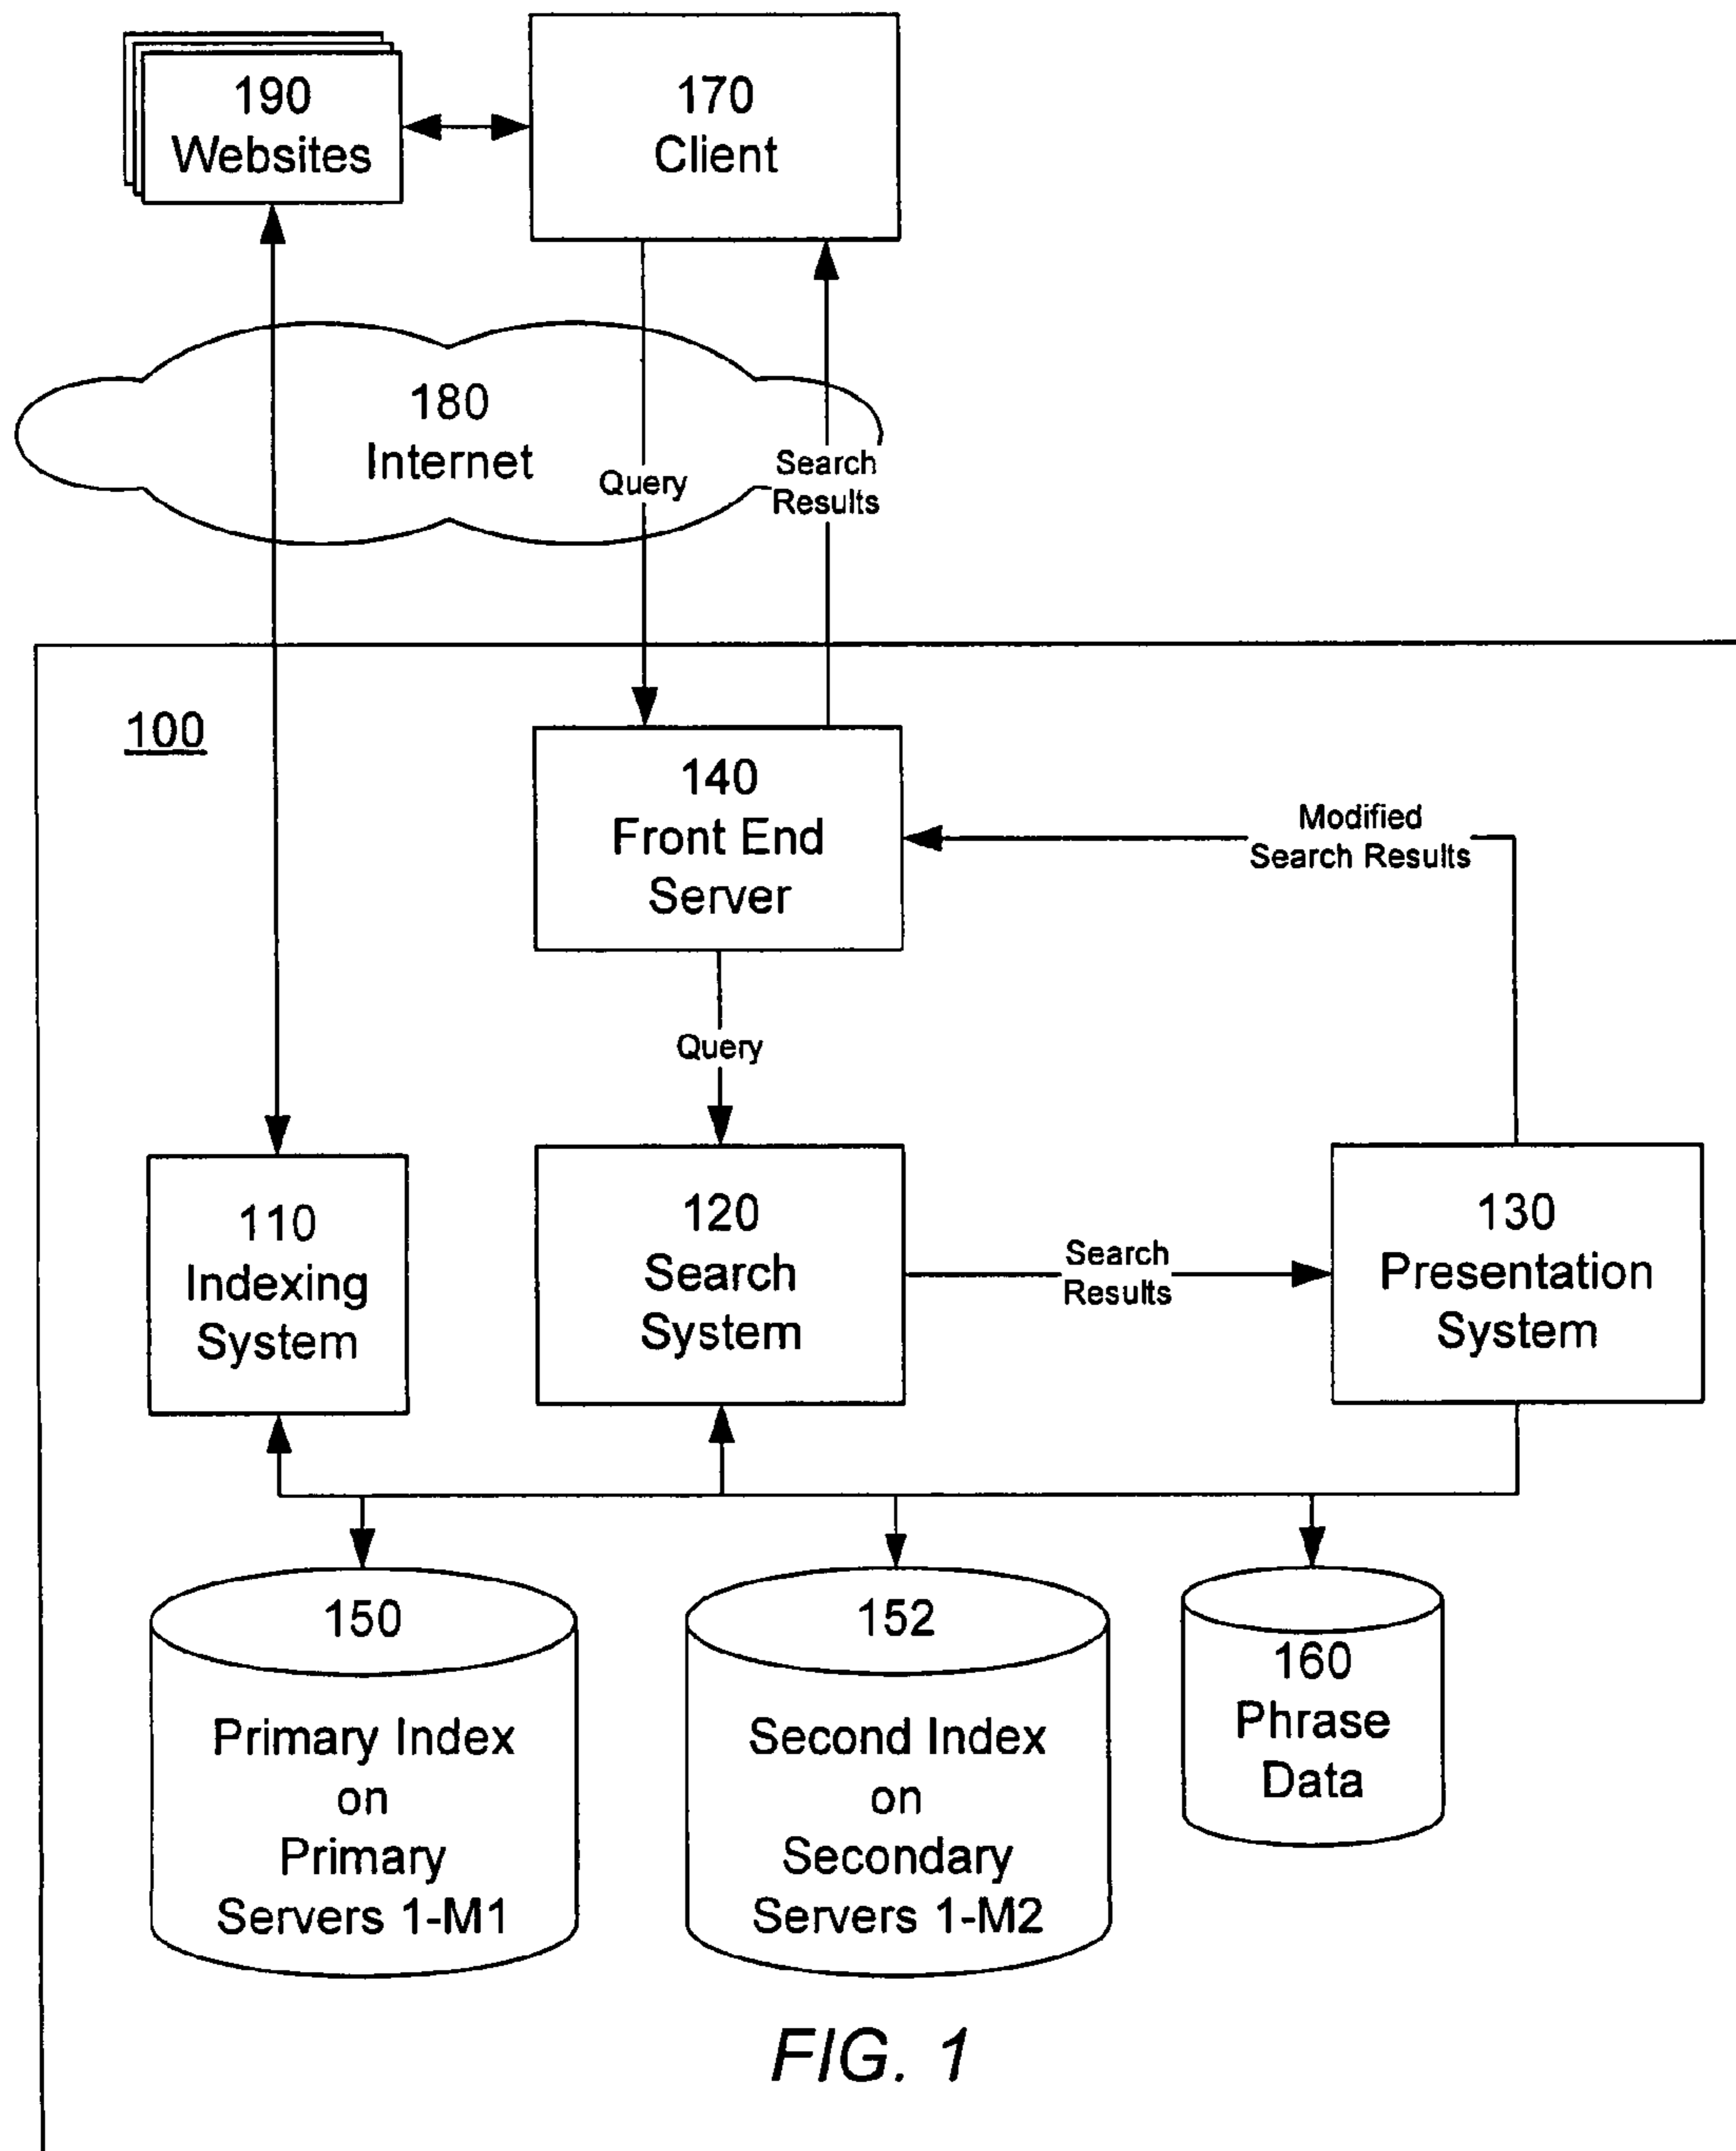 190
Websites
170
Client
180
Internet
Query
Search
Results
100
140
Front End
Server
Modified
Search Results
Query
110
Indexing
System
120
Search
System
Search
Results
130
Presentation
System
150
Primary Index
on
Primary
Servers 1-M1
152
Second Index
on
Secondary
Servers 1-M2
160
Phrase
Data
FIG. 1